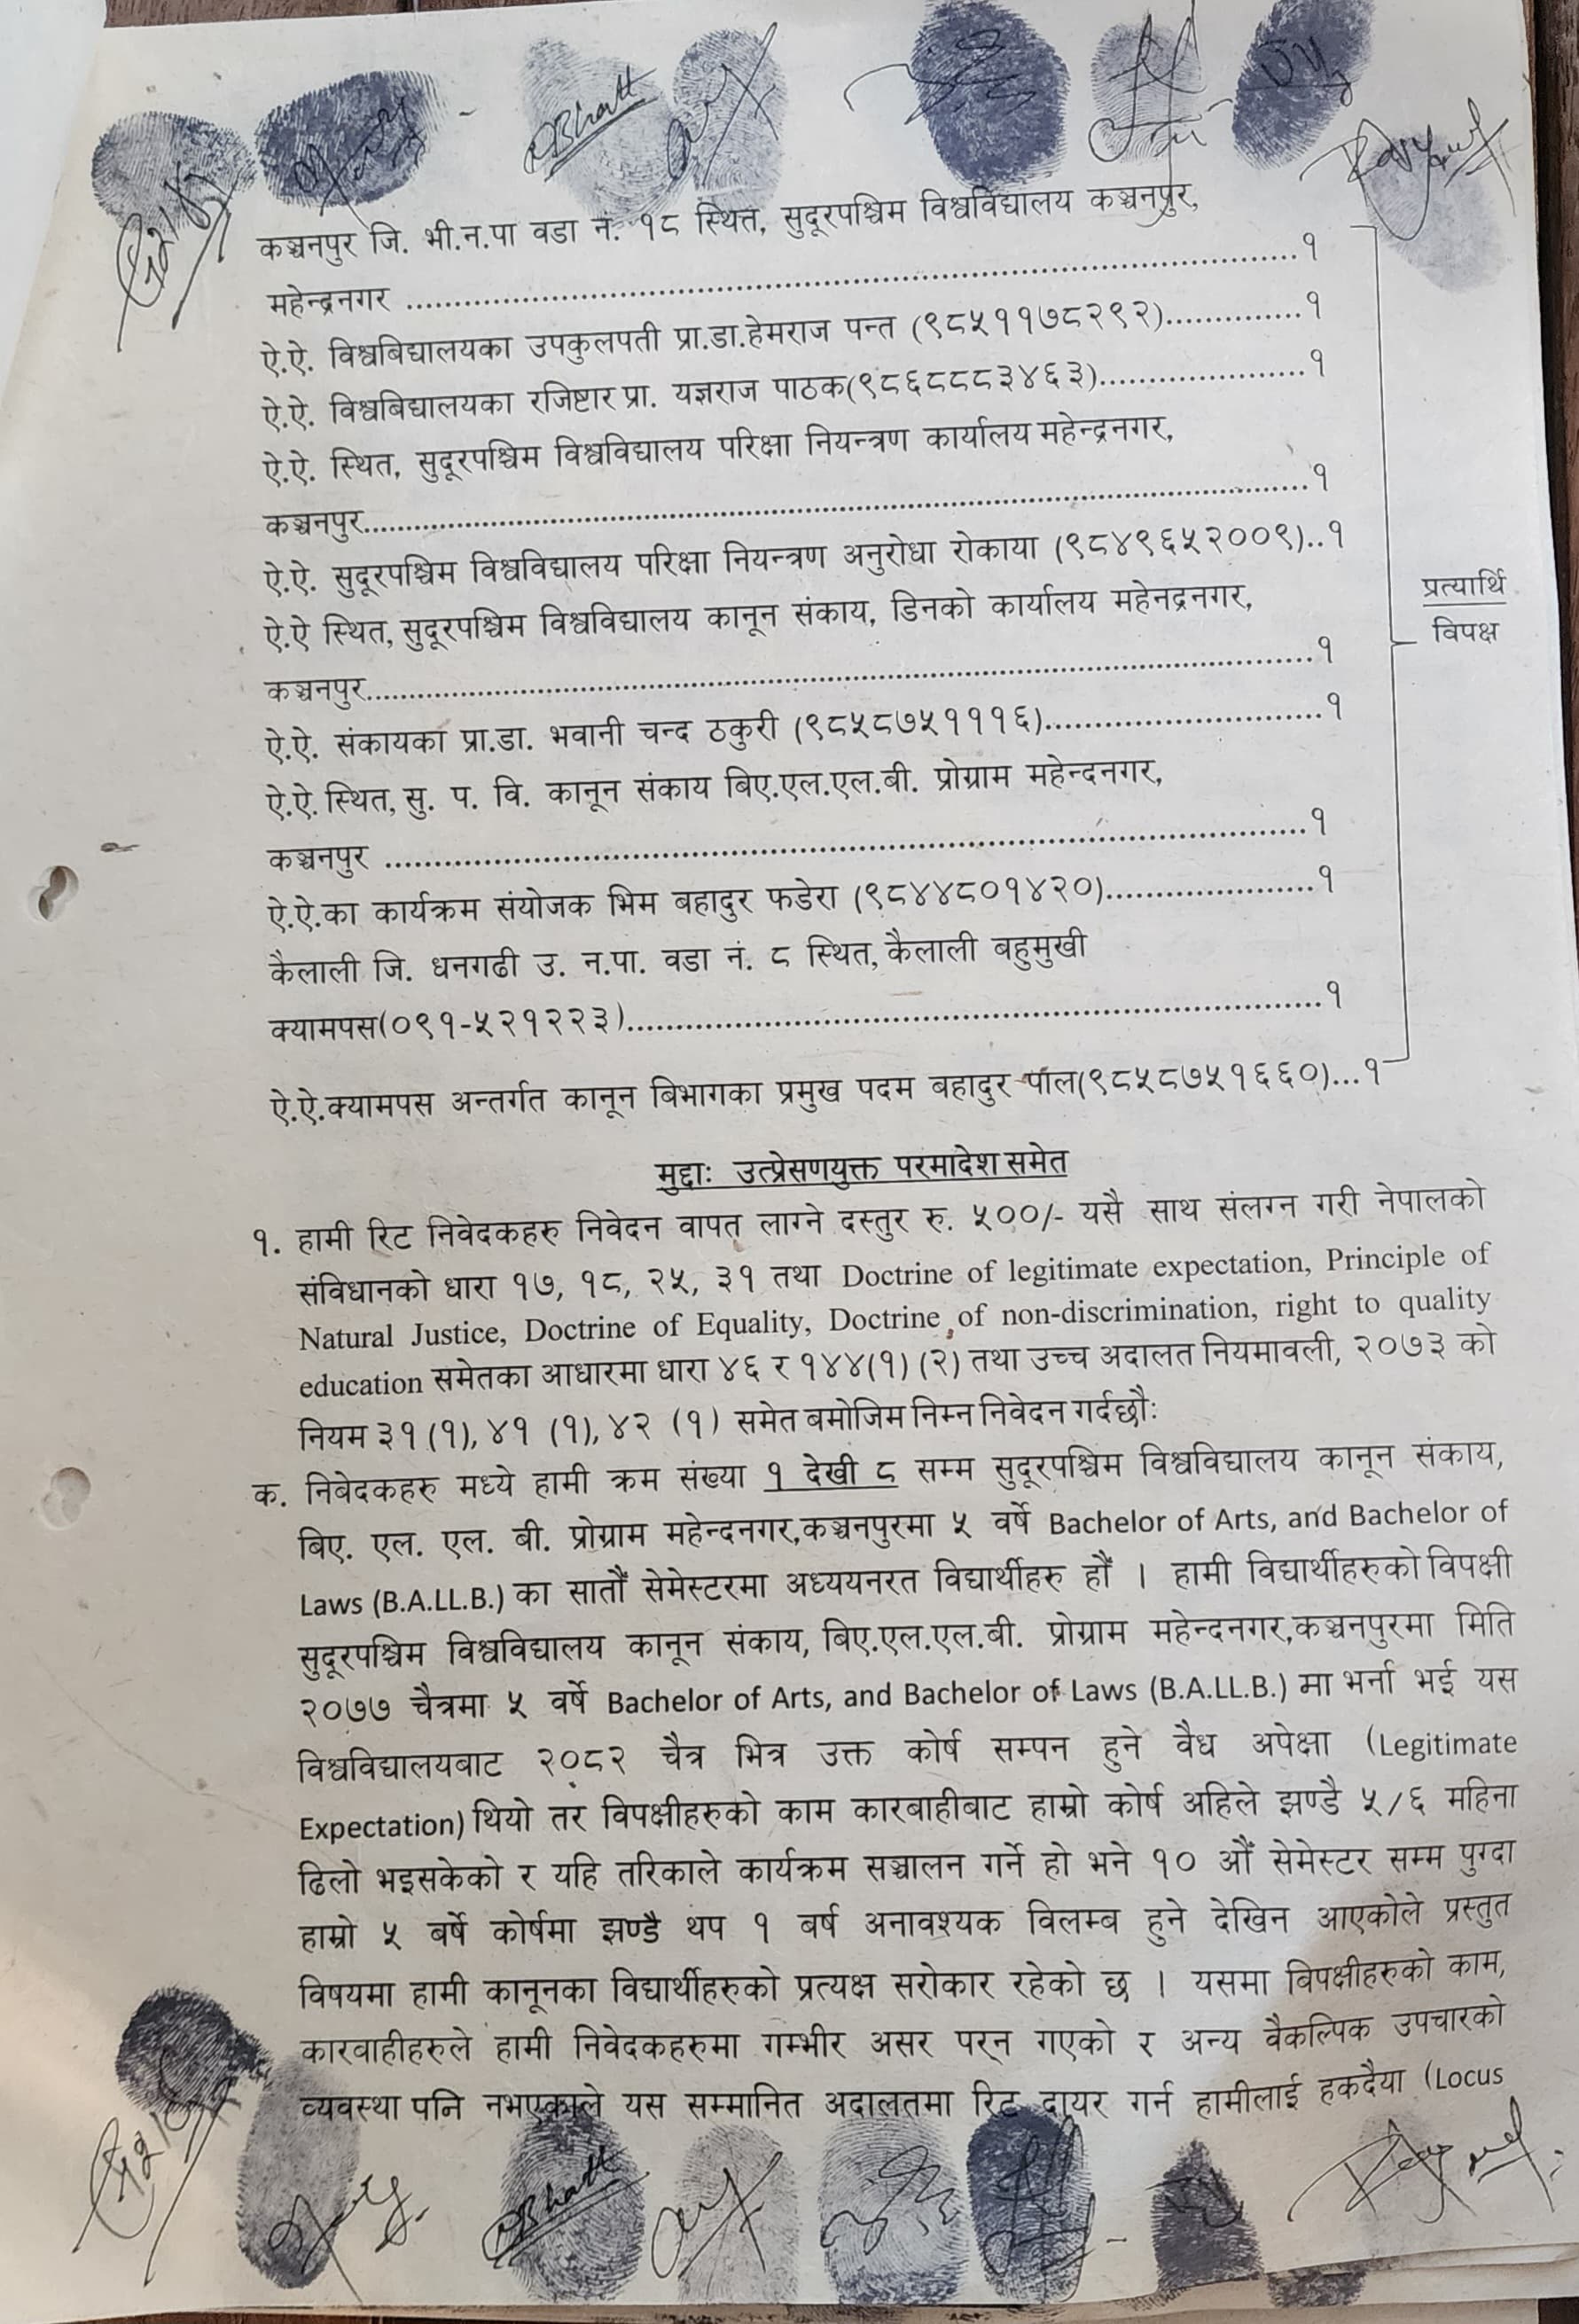 DBhatt
कञ्चनपुर जि. भी.न.पा वडा नं. १८ स्थित, सुदूरपश्चिम विश्वविद्यालय कञ्चनपुर,
महेन्द्रनगर ........................................................................................१
ऐ.ऐ. विश्वबिद्यालयका उपकुलपती प्रा.डा.हेमराज पन्त (९८५११७८२९२)...............१
ऐ.ऐ. विश्वबिद्यालयका रजिष्टार प्रा. यज्ञराज पाठक(९८६८८८३४६३).......................१
ऐ.ऐ. स्थित, सुदूरपश्चिम विश्वविद्यालय परिक्षा नियन्त्रण कार्यालय महेन्द्रनगर,
कञ्चनपुर...........................................................................................१
ऐ.ऐ. सुदूरपश्चिम विश्वविद्यालय परिक्षा नियन्त्रण अनुरोधा रोकाया (९८४९६५२००९)..१
ऐ.ऐ स्थित, सुदूरपश्चिम विश्वविद्यालय कानून संकाय, डिनको कार्यालय महेनद्रनगर,
कञ्चनपुर...........................................................................................१
प्रत्यार्थि
विपक्ष
ऐ.ऐ. संकायका प्रा.डा. भवानी चन्द ठकुरी (९८५८७५१११६)..............................१
ऐ.ऐ. स्थित, सु. प. वि. कानून संकाय बिए.एल.एल.बी. प्रोग्राम महेन्दनगर,
कञ्चनपुर ..........................................................................................१
ऐ.ऐ.का कार्यक्रम संयोजक भिम बहादुर फडेरा (९८४४८०१४२०).......................१
कैलाली जि. धनगढी उ. न.पा. वडा नं. ८ स्थित, कैलाली बहुमुखी
क्यामपस(०९१-५२१२२३)..........................................................................१
ऐ.ऐ.क्यामपस अन्तर्गत कानून बिभागका प्रमुख पदम बहादुर पाल(९८५८७५१६६०)...१
मुद्दाः उत्प्रेसणयुक्त परमादेश समेत
१. हामी रिट निवेदकहरु निवेदन वापत लाग्ने दस्तुर रु. ५००/- यसै साथ संलग्न गरी नेपालको
संविधानको धारा १७, १८, २५, ३१ तथा Doctrine of legitimate expectation, Principle of
Natural Justice, Doctrine of Equality, Doctrine of non-discrimination, right to quality
education समेतका आधारमा धारा ४६ र १४४(१) (२) तथा उच्च अदालत नियमावली, २०७३ को
नियम ३१ (१), ४१ (१), ४२ (१) समेत बमोजिम निम्न निवेदन गर्दछौः
क. निबेदकहरु मध्ये हामी क्रम संख्या १ देखी ८ सम्म सुदूरपश्चिम विश्वविद्यालय कानून संकाय,
बिए. एल. एल. बी. प्रोग्राम महेन्दनगर,कञ्चनपुरमा ५ वर्षे Bachelor of Arts, and Bachelor of
Laws (B.A.LL.B.) का सातौं सेमेस्टरमा अध्ययनरत विद्यार्थीहरु हौं । हामी विद्यार्थीहरुको विपक्षी
सुदूरपश्चिम विश्वविद्यालय कानून संकाय, बिए.एल.एल.बी. प्रोग्राम महेन्दनगर,कञ्चनपुरमा मिति
२०७७ चैत्रमा ५ वर्षे Bachelor of Arts, and Bachelor of Laws (B.A.LL.B.) मा भर्ना भई यस
विश्वविद्यालयबाट २०८२ चैत्र भित्र उक्त कोर्ष सम्पन हुने वैध अपेक्षा (Legitimate
Expectation) थियो तर विपक्षीहरुको काम कारबाहीबाट हाम्रो कोर्ष अहिले झण्डै ५/६ महिना
ढिलो भइसकेको र यहि तरिकाले कार्यक्रम सञ्चालन गर्ने हो भने १० औं सेमेस्टर सम्म पुग्दा
हाम्रो ५ बर्षे कोर्षमा झण्डै थप १ बर्ष अनावश्यक विलम्ब हुने देखिन आएकोले प्रस्तुत
विषयमा हामी कानूनका विद्यार्थीहरुको प्रत्यक्ष सरोकार रहेको छ । यसमा बिपक्षीहरुको काम,
कारबाहीहरुले हामी निवेदकहरुमा गम्भीर असर पर्न गएको र अन्य वैकल्पिक उपचारको
व्यवस्था पनि नभएकाले यस सम्मानित अदालतमा रिट दायर गर्न हामीलाई हकदैया (Locus
DBhatt